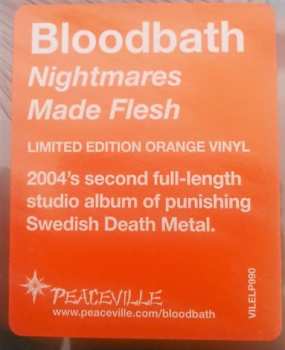 Bloodbath
Nightmares
Made Flesh
LIMITED EDITION ORANGE VINYL
2004's second full-length
studio album of punishing
Swedish Death Metal.
PEACEVILLE
www.peaceville.com/bloodbath
VILELP090